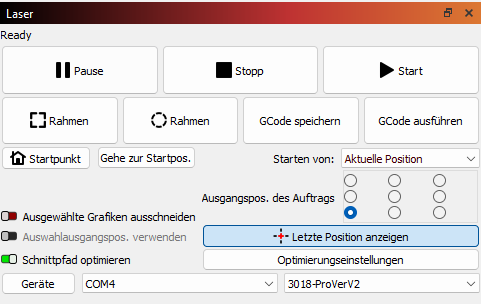 Laser
Ready
Pause
Stopp
Start
Rahmen
Rahmen
GCode speichern
GCode ausführen
Startpunkt
Gehe zur Startpos.
Starten von:
Aktuelle Position
Ausgangspos. des Auftrags
Ausgewählte Grafiken ausschneiden
Auswahlausgangspos. verwenden
Letzte Position anzeigen
Schnittpfad optimieren
Optimierungseinstellungen
Geräte
COM4
3018-ProVerV2